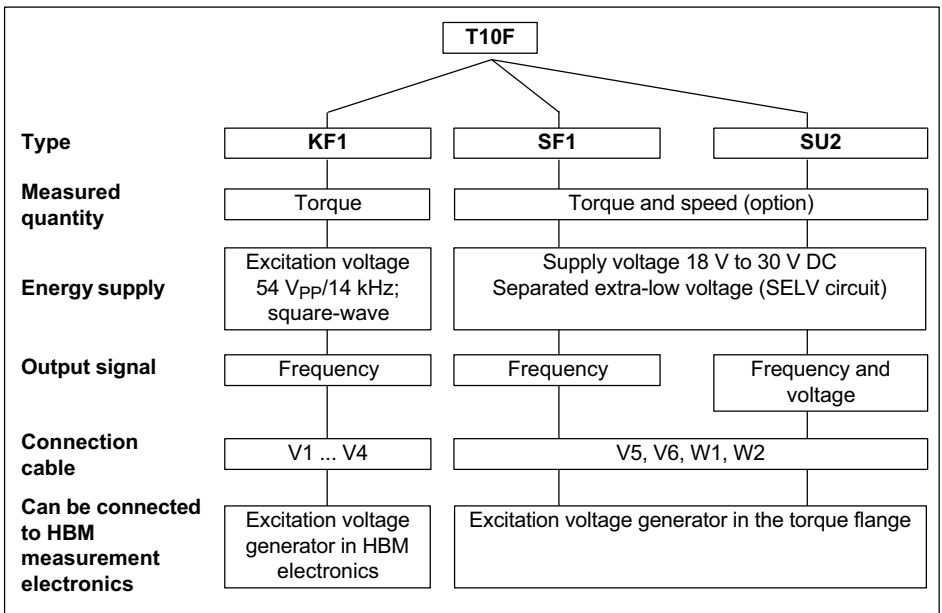 T10F
Type
KF1
SF1
SU2
Measured
quantity
Torque
Torque and speed (option)
Energy supply
Excitation voltage
54 VPP/14 kHz;
square-wave
Supply voltage 18 V to 30 V DC
Separated extra-low voltage (SELV circuit)
Output signal
Frequency
Frequency
Frequency and
voltage
Connection
cable
V1 ... V4
V5, V6, W1, W2
Can be connected
to HBM
measurement
electronics
Excitation voltage
generator in HBM
electronics
Excitation voltage generator in the torque flange